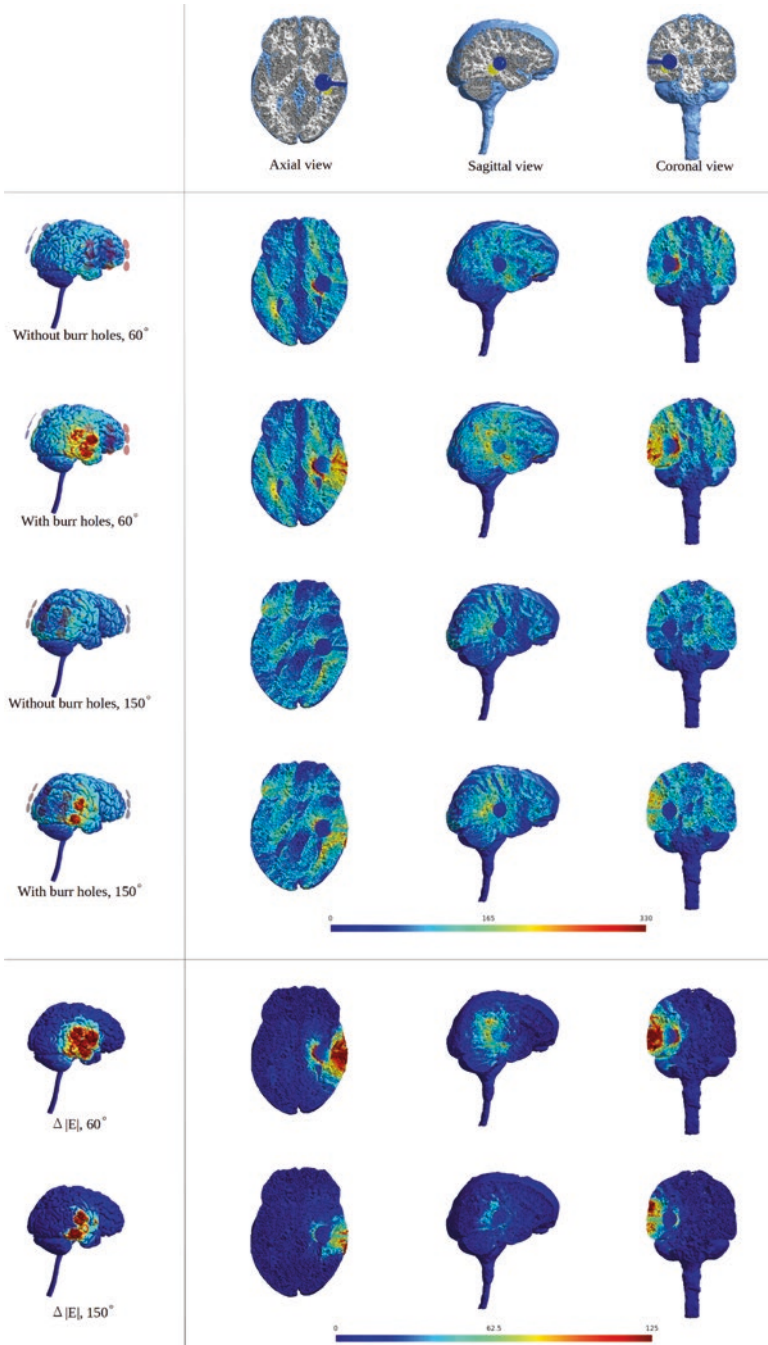 Axial view
Sagittal view
Coronal view
Without burr holes, 60°
With burr holes, 60°
Without burr holes, 150°
With burr holes, 150°
0
165
330
Δ |E|, 60°
Δ |E|, 150°
0
62.5
125